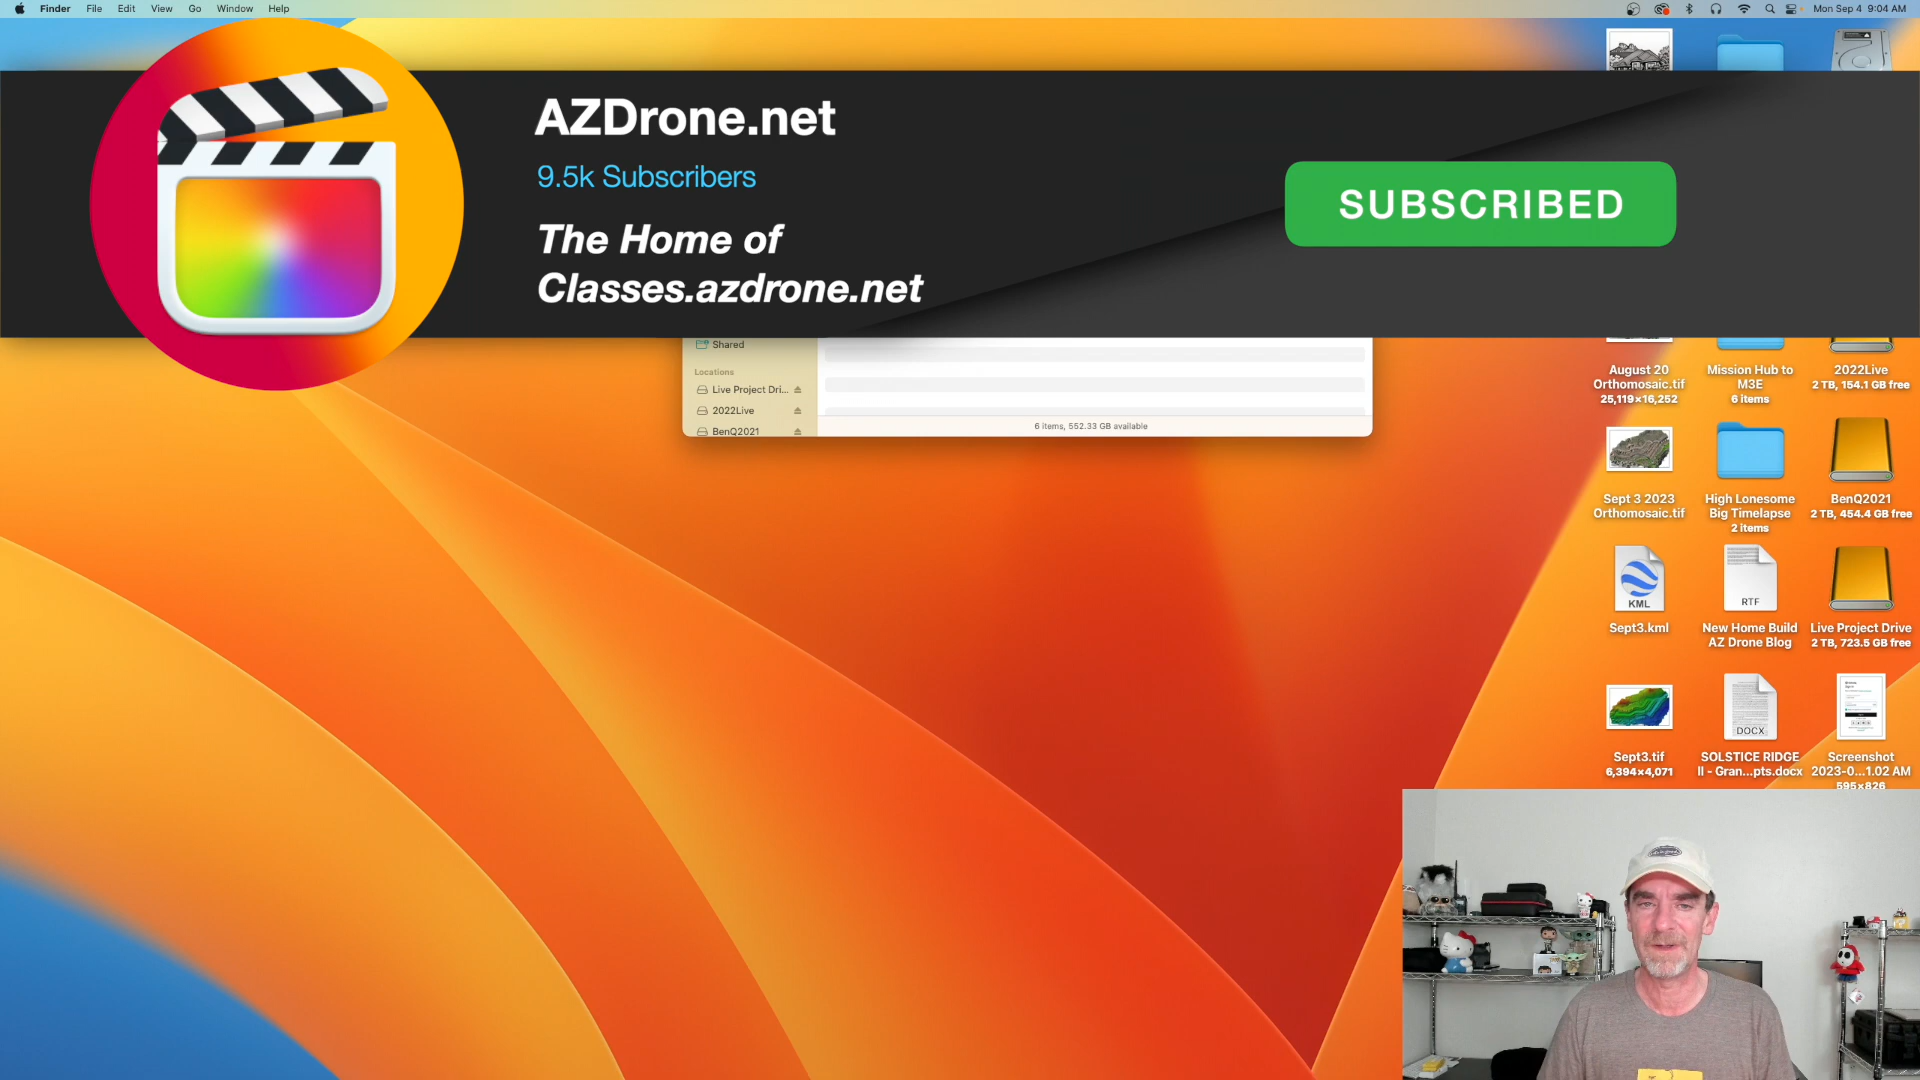 Finder File Edit View Go Window Help
Mon Sep 4 9:04 AM
AZDrone.net
9.5k Subscribers
The Home of
Classes.azdrone.net
SUBSCRIBED
Shared
Locations
Live Project Dri...
2022Live
BenQ2021
6 items, 552.33 GB available
August 20
Orthomosaic.tif
25,119×16,252
Mission Hub to
M3E
6 items
2022Live
2 TB, 154.1 GB free
Sept 3 2023
Orthomosaic.tif
High Lonesome
Big Timelapse
2 items
BenQ2021
2 TB, 454.4 GB free
KML
Sept3.kml
RTF
New Home Build
AZ Drone Blog
Live Project Drive
2 TB, 723.5 GB free
Sept3.tif
6,394×4,071
DOCX
SOLSTICE RIDGE
II - Gran...pts.docx
Screenshot
2023-0...1.02 AM
595×826